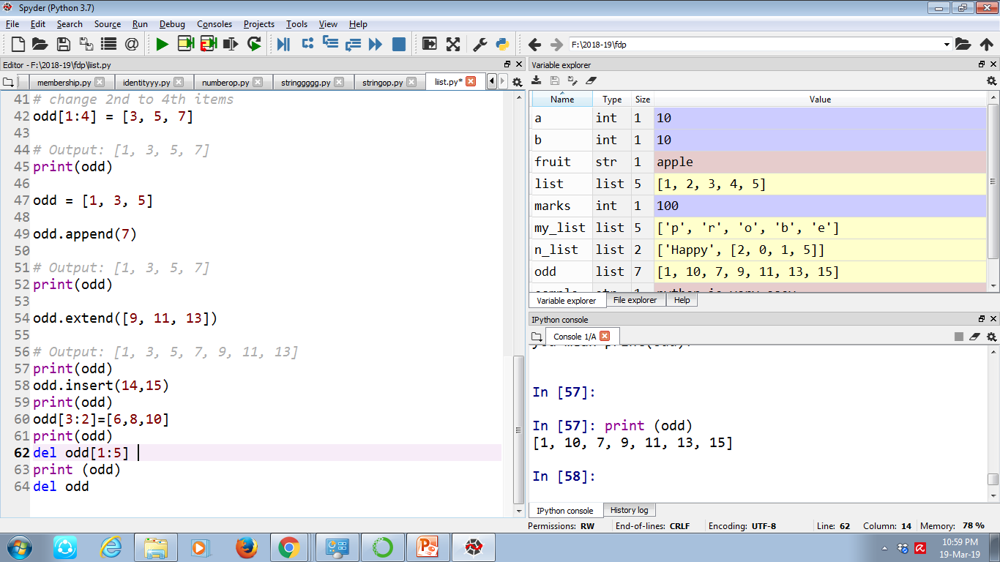 Spyder (Python 3.7)
File Edit Search Source Run Debug Consoles Projects Tools View Help
F:\2018-19\fdp
Editor - F:\2018-19\fdp\liist.py
membership.py identityyy.py numberop.py stringgggg.py stringop.py liist.py*
41 # change 2nd to 4th items
42 odd[1:4] = [3, 5, 7]
43
44 # Output: [1, 3, 5, 7]
45 print(odd)
46
47 odd = [1, 3, 5]
48
49 odd.append(7)
50
51 # Output: [1, 3, 5, 7]
52 print(odd)
53
54 odd.extend([9, 11, 13])
55
56 # Output: [1, 3, 5, 7, 9, 11, 13]
57 print(odd)
58 odd.insert(14,15)
59 print(odd)
60 odd[3:2]=[6,8,10]
61 print(odd)
62 del odd[1:5]
63 print (odd)
64 del odd
Variable explorer
Name Type Size Value
a int 1 10
b int 1 10
fruit str 1 apple
list list 5 [1, 2, 3, 4, 5]
marks int 1 100
my_list list 5 ['p', 'r', 'o', 'b', 'e']
n_list list 2 ['Happy', [2, 0, 1, 5]]
odd list 7 [1, 10, 7, 9, 11, 13, 15]
Variable explorer File explorer Help
IPython console
Console 1/A
In [57]:
In [57]: print (odd)
[1, 10, 7, 9, 11, 13, 15]
In [58]:
IPython console History log
Permissions: RW End-of-lines: CRLF Encoding: UTF-8 Line: 62 Column: 14 Memory: 78 %
10:59 PM
19-Mar-19